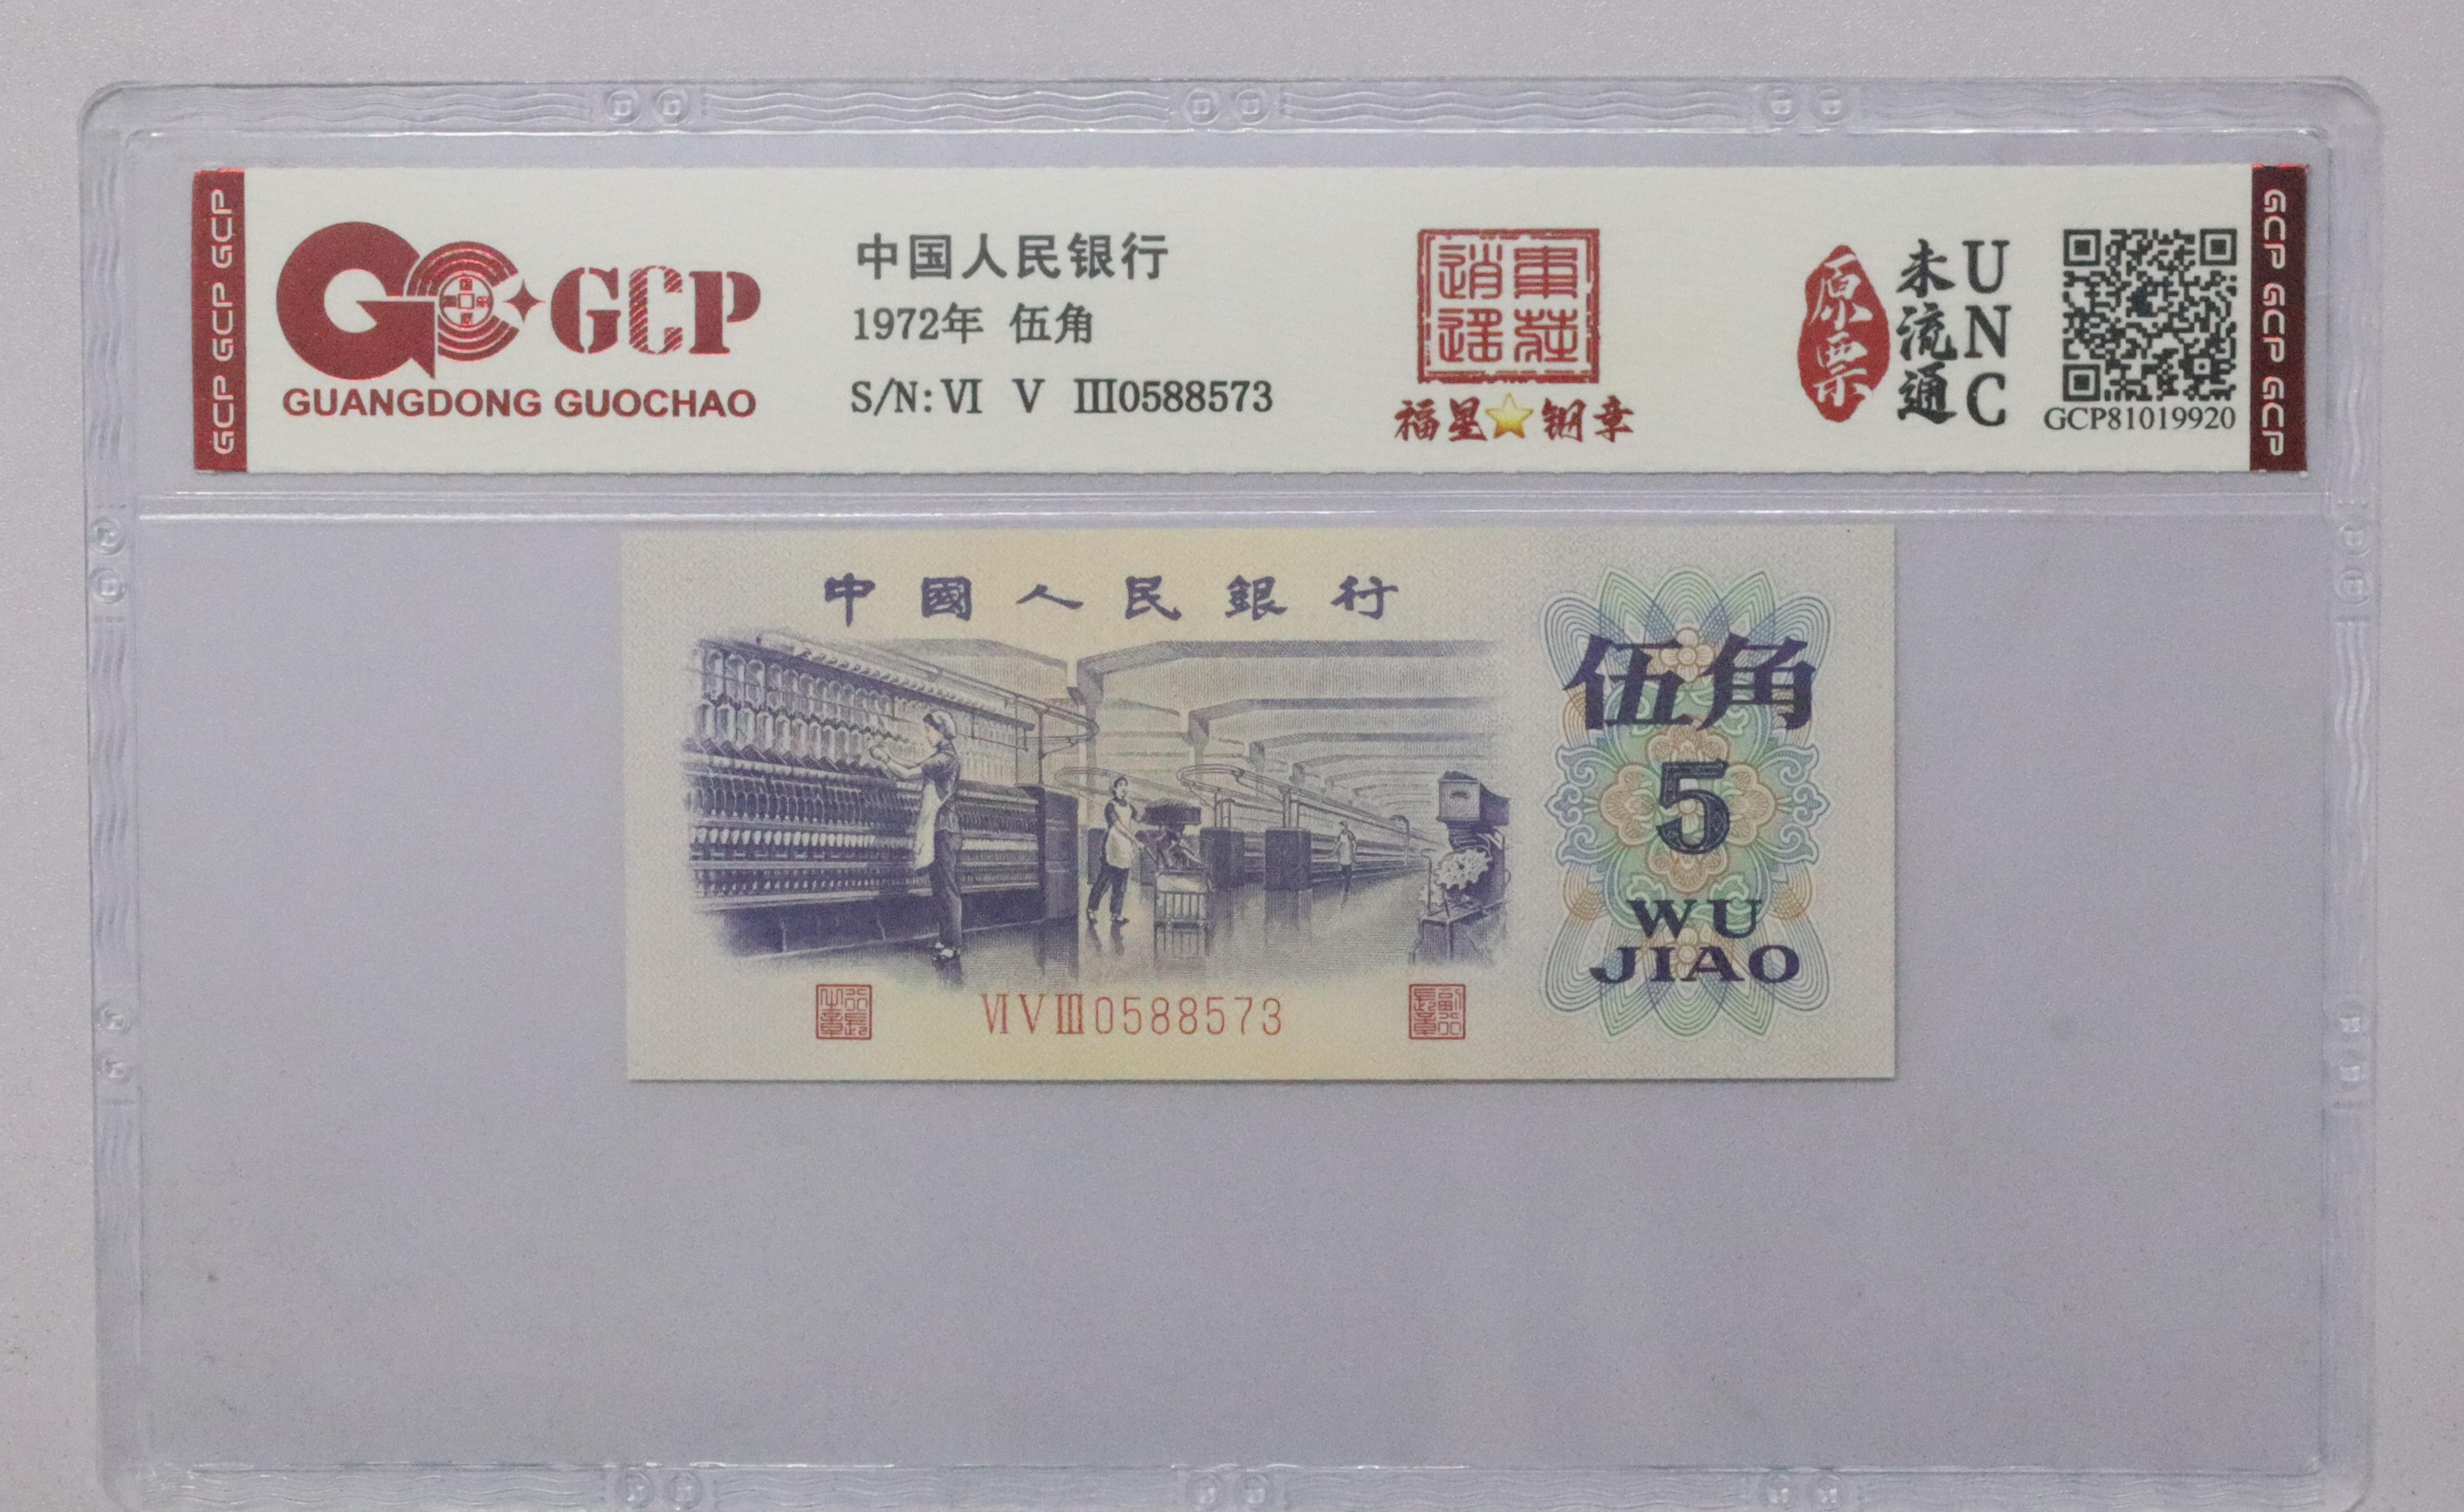 GCP GCP GCP
GCP
GUANGDONG GUOCHAO
中国人民银行
1972年 伍角
S/N: Ⅵ Ⅴ Ⅲ0588573
福星⭐钢章
原票
未流通
UNC
GCP81019920
GCP GCP GCP
中國人民銀行
伍角
5
WU
JIAO
ⅥⅤⅢ0588573